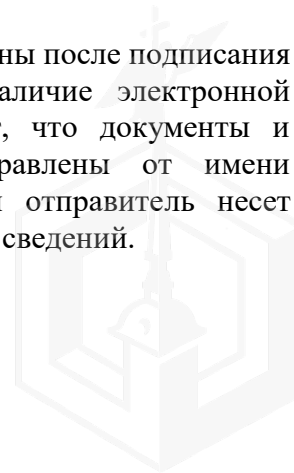 ны после подписания
аличие электронной
, что документы и
равлены от имени
отправитель несет
сведений.